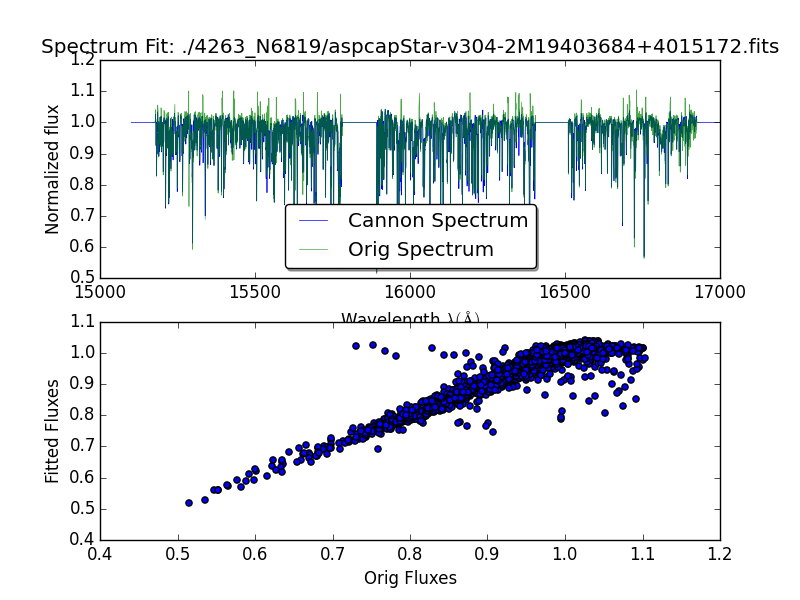 Spectrum Fit: ./4263_N6819/aspcapStar-v304-2M19403684+4015172.fits
1.2
1.1
1.0
0.9
0.8
0.7
0.6
0.5
Normalized flux
Cannon Spectrum
Orig Spectrum
15000 15500 16000 16500 17000
Wavelength λ(Å)
1.1
1.0
0.9
0.8
0.7
0.6
0.5
0.4
Fitted Fluxes
0.4 0.5 0.6 0.7 0.8 0.9 1.0 1.1 1.2
Orig Fluxes